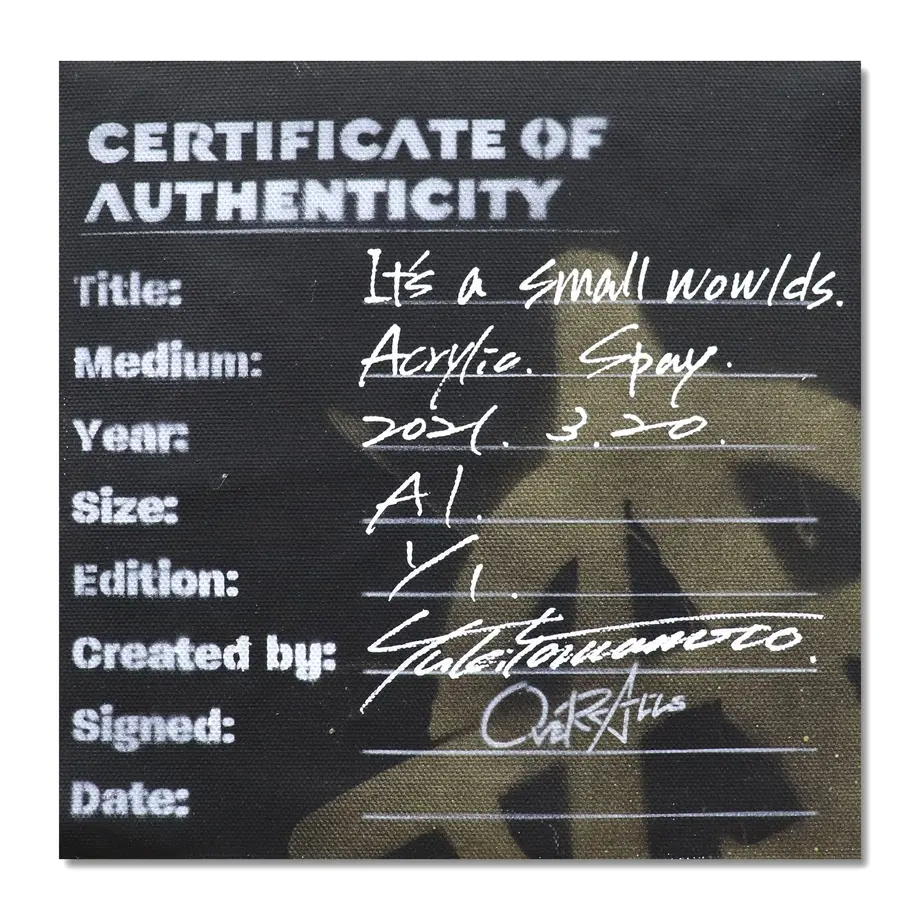 CERTIFICATE OF
AUTHENTICITY
Title: It's a small wowlds.
Medium: Acrylic. Spay.
Year: 2021. 3.20.
Size: A1.
Edition: 1/1.
Created by:
Signed: OverAlls
Date: